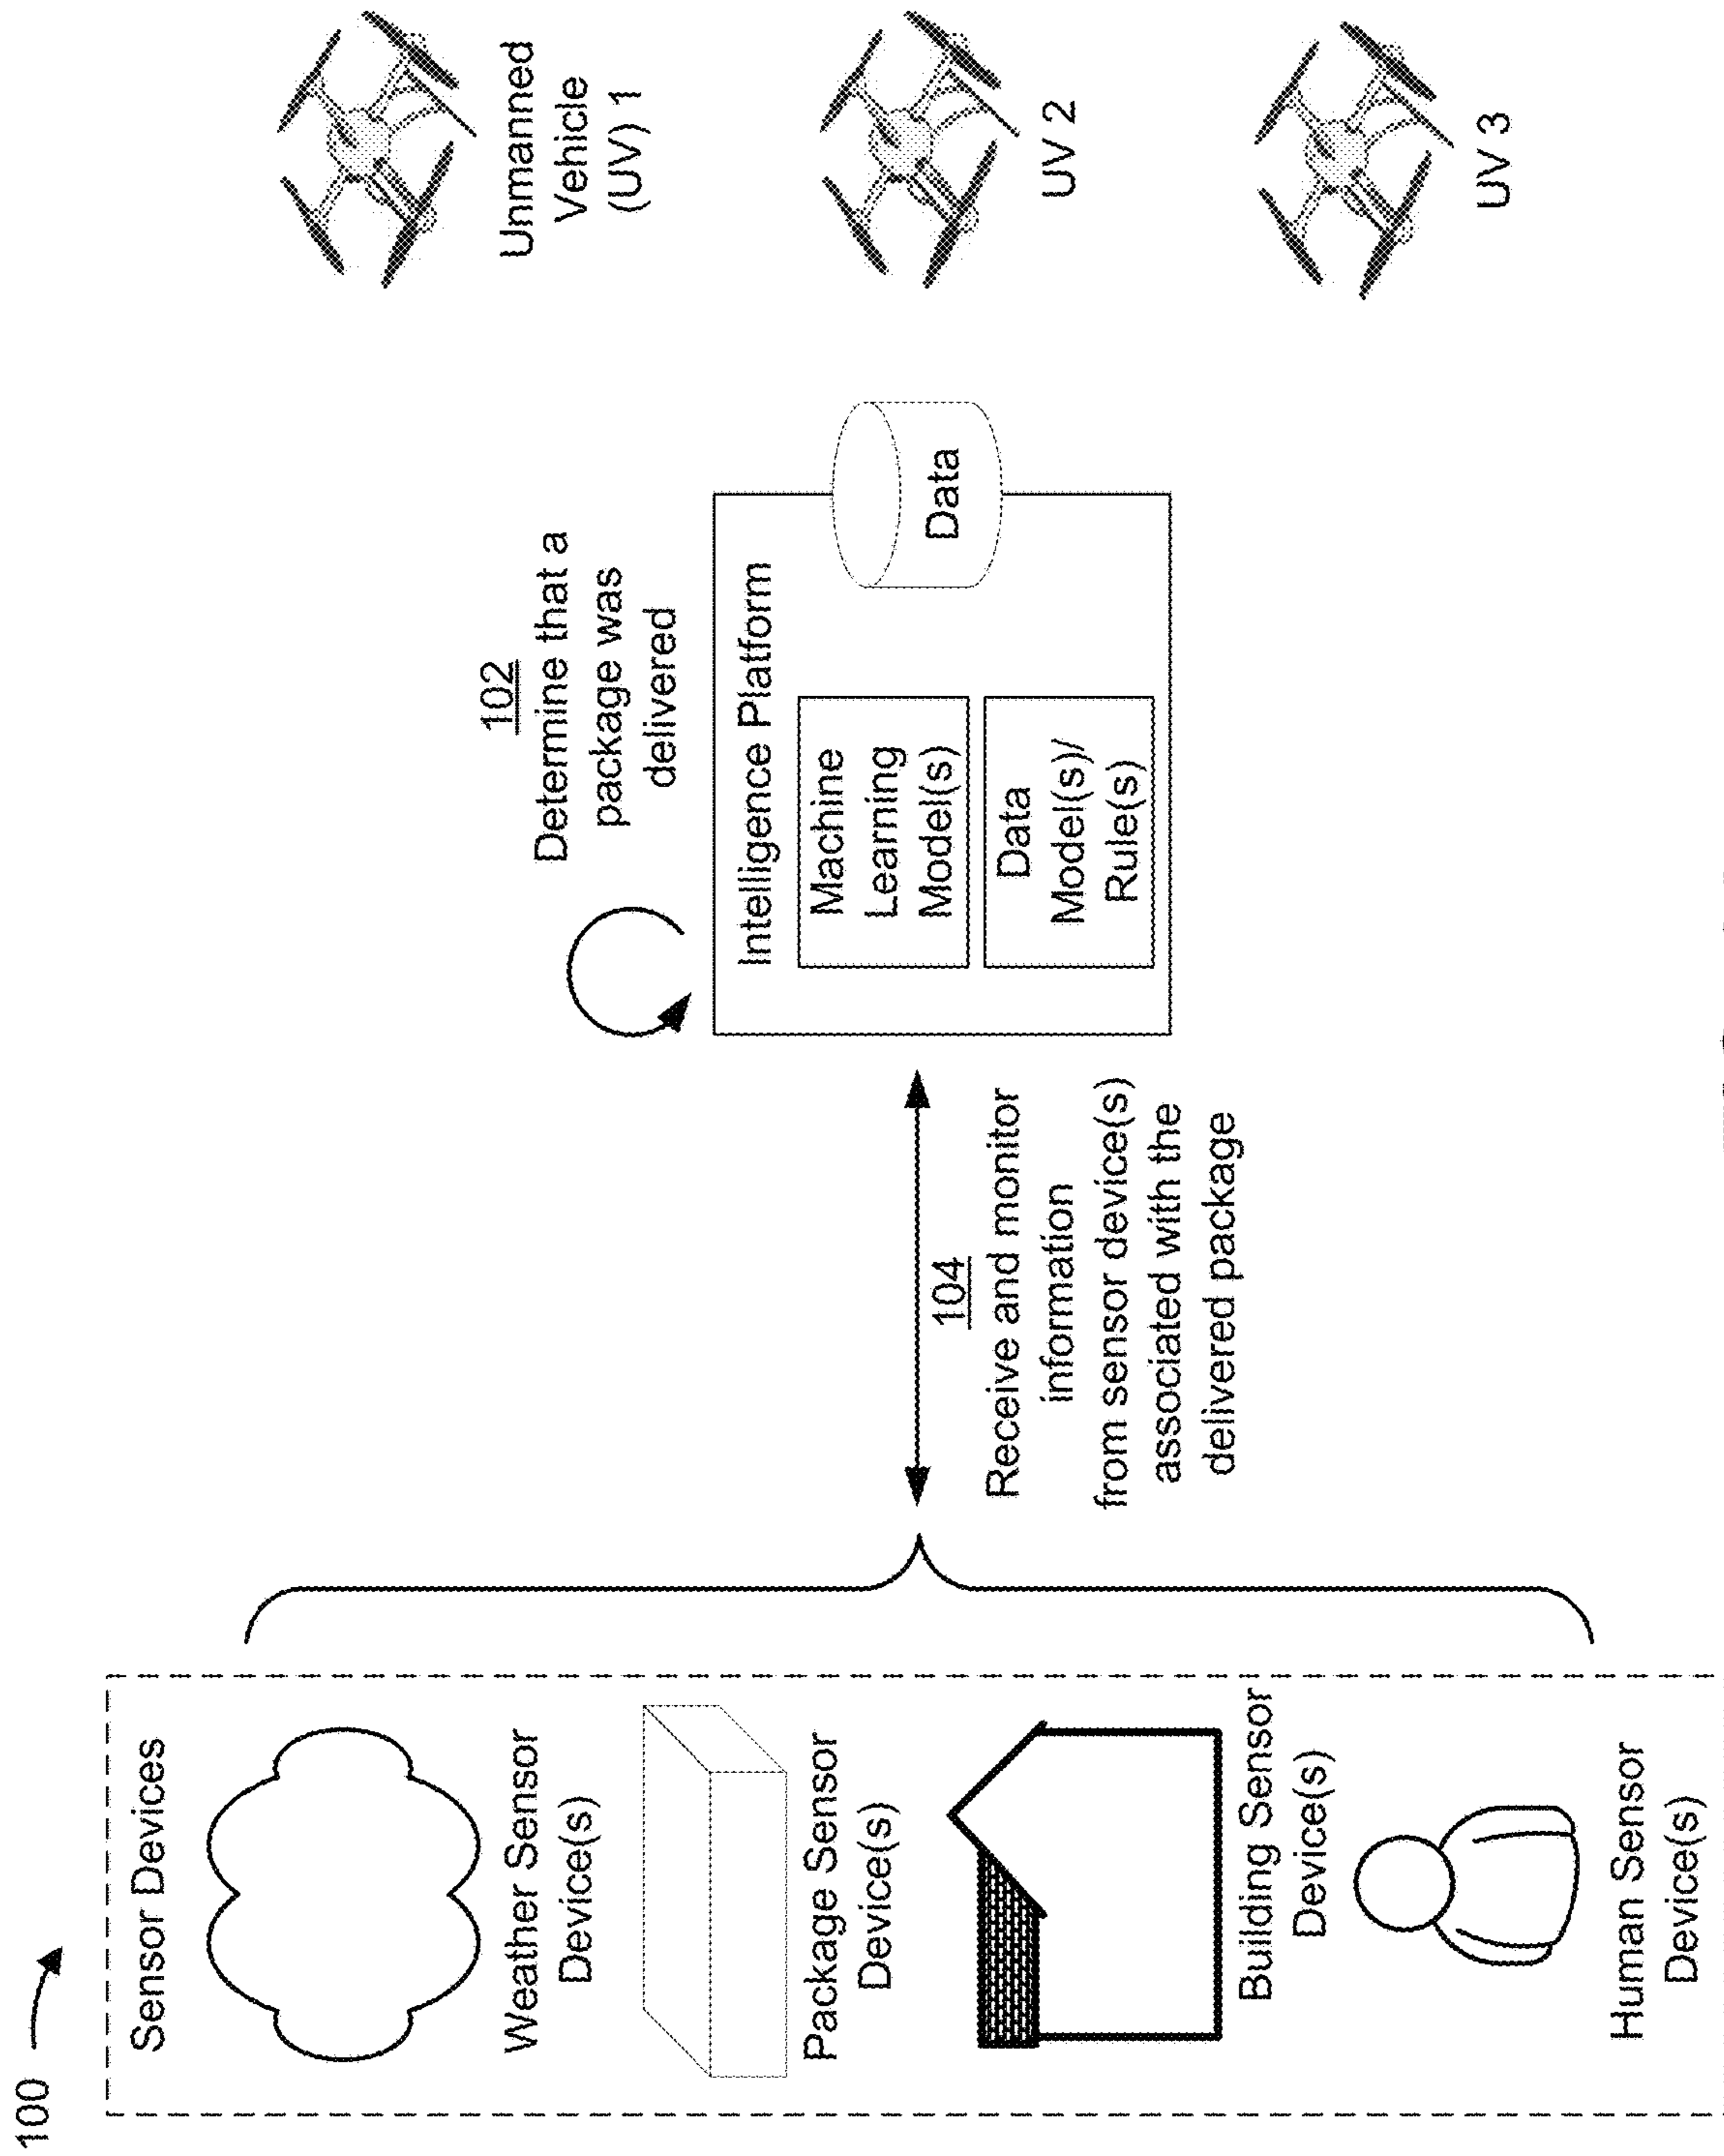 100
Sensor Devices
Weather Sensor
Device(s)
Package Sensor
Device(s)
Building Sensor
Device(s)
Human Sensor
Device(s)
104
Receive and monitor
information
from sensor device(s)
associated with the
delivered package
102
Determine that a
package was
delivered
Intelligence Platform
Machine
Learning
Model(s)
Data
Model(s)/
Rule(s)
Data
Unmanned
Vehicle
(UV) 1
UV 2
UV 3